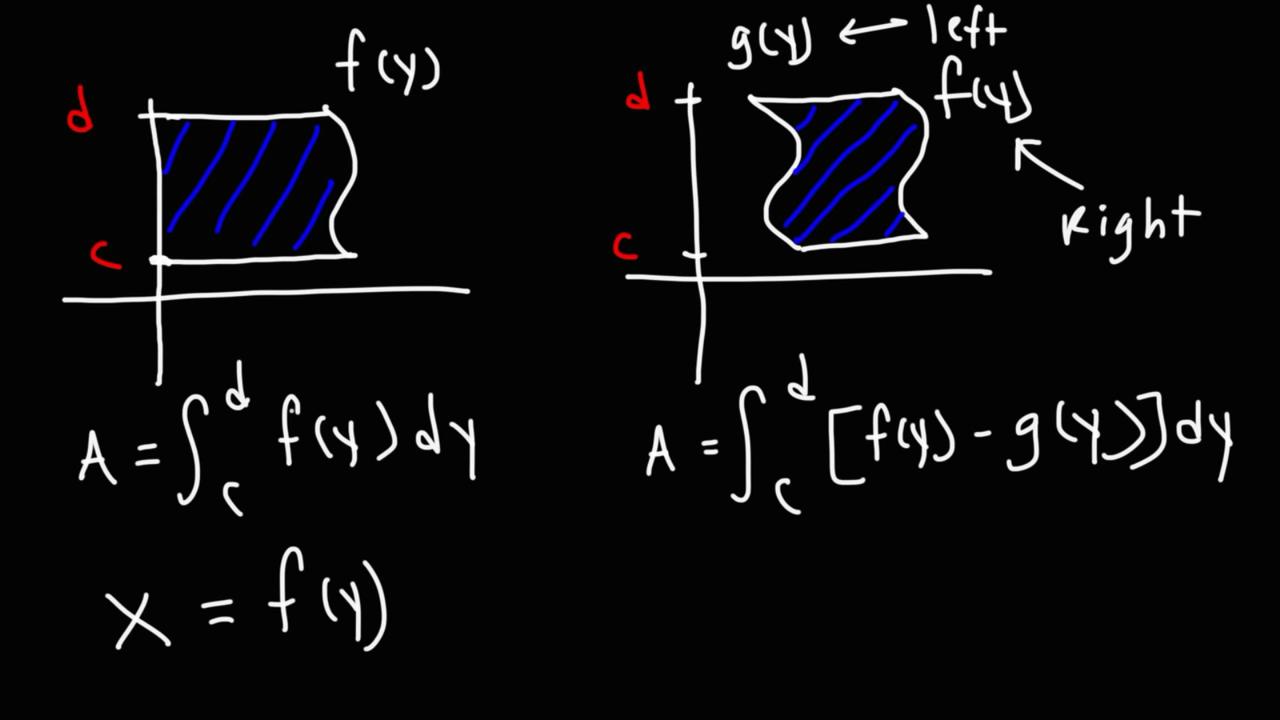 f(y)
d
c
A = ∫_c^d f(y) dy
x = f(y)
g(y) ↔ left
d
f(y)
c
Right
A = ∫_c^d [f(y) - g(y)] dy